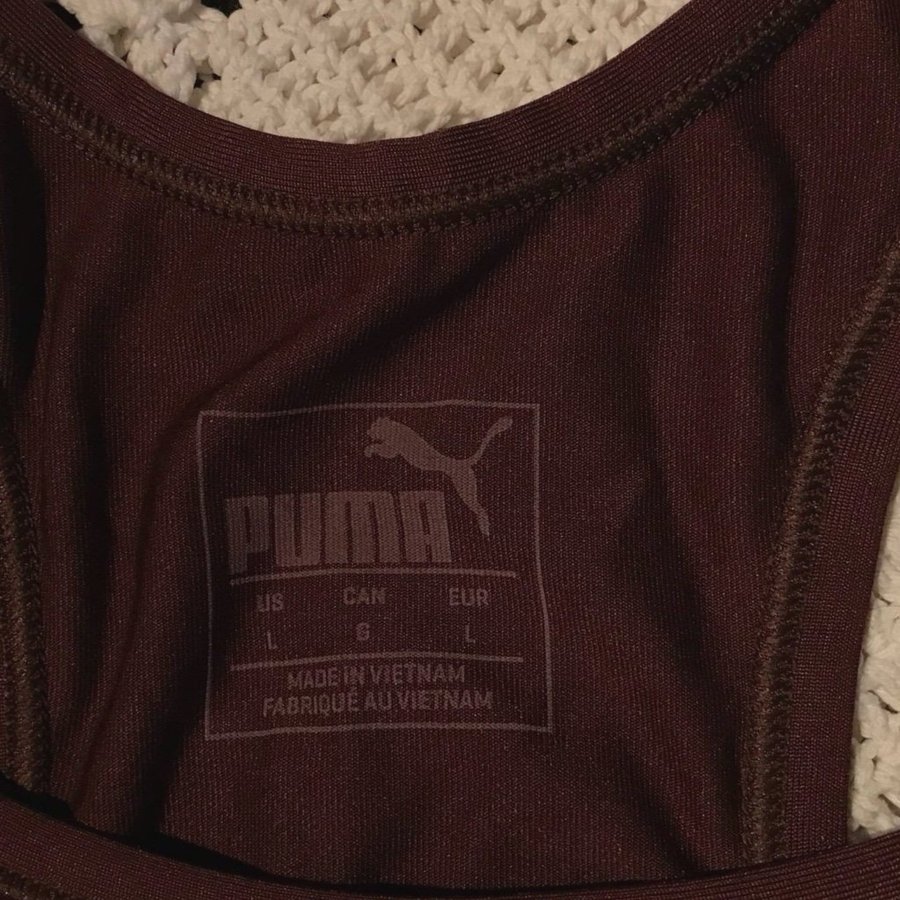 PUMA
US CAN EUR
L G L
MADE IN VIETNAM
FABRIQUÉ AU VIETNAM